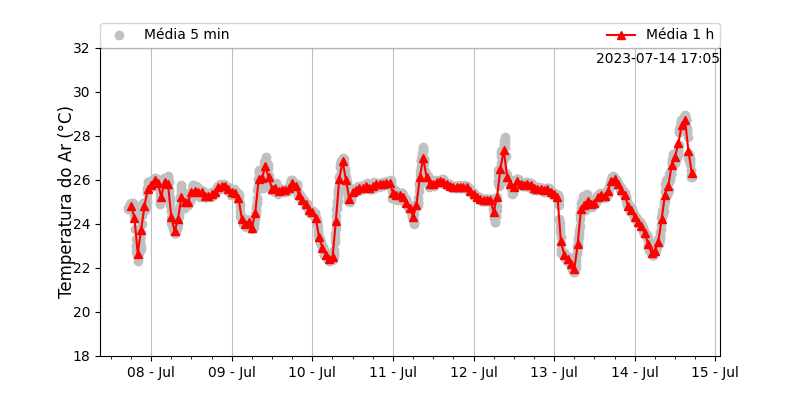 Média 5 min
Média 1 h
2023-07-14 17:05
Temperatura do Ar (°C)
32
30
28
26
24
22
20
18
08 - Jul
09 - Jul
10 - Jul
11 - Jul
12 - Jul
13 - Jul
14 - Jul
15 - Jul